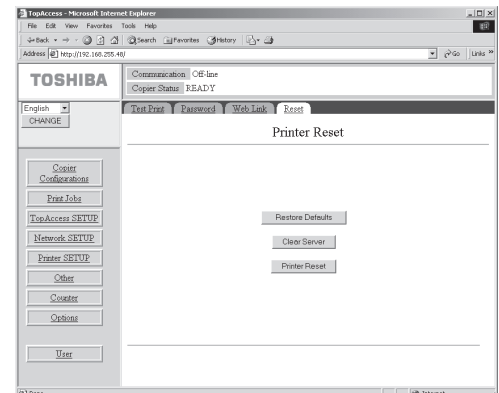 TopAccess - Microsoft Internet Explorer
File Edit View Favorites Tools Help
Back Search Favorites History
Address http://192.168.255.48/ Go Links »
TOSHIBA
Communication Off-line
Copier Status READY
English
CHANGE
Test Print Password Web Link Reset
Printer Reset
Copier
Configurations
Print Jobs
TopAccess SETUP
Network SETUP
Printer SETUP
Other
Counter
Options
User
Restore Defaults
Clear Server
Printer Reset